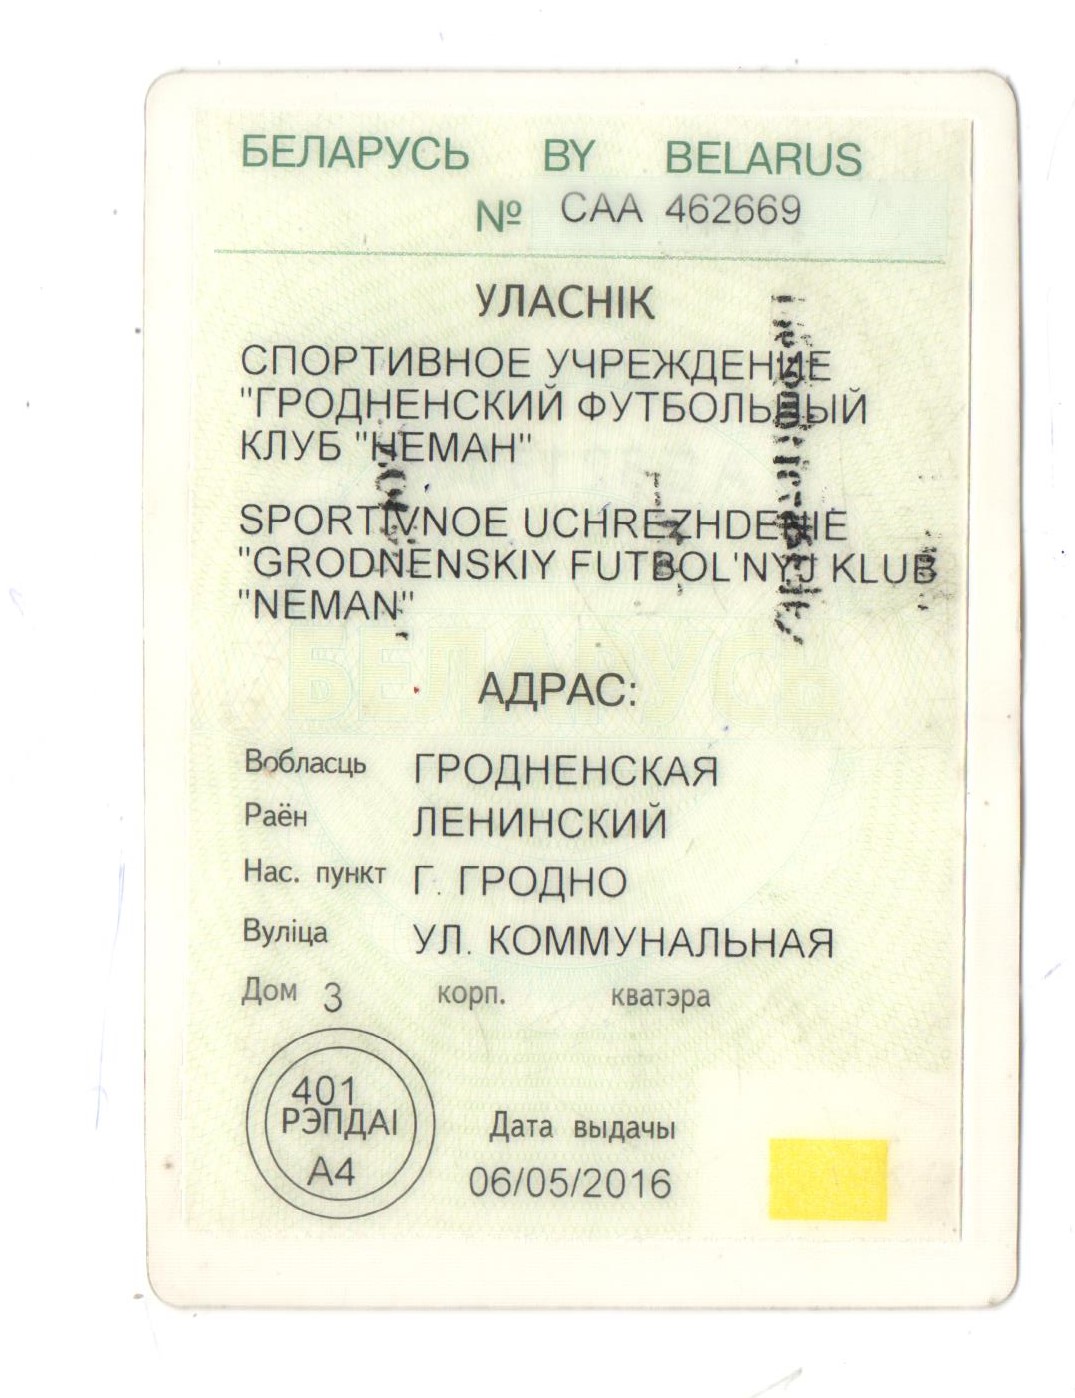 БЕЛАРУСЬ BY BELARUS
№ САА 462669
УЛАСНІК
СПОРТИВНОЕ УЧРЕЖДЕНИЕ
"ГРОДНЕНСКИЙ ФУТБОЛЬНЫЙ
КЛУБ "НЕМАН"
SPORTIVNOE UCHREZHDENIE
"GRODNENSKIY FUTBOL'NYJ KLUB
"NEMAN"
БЕЛАРУСЬ
АДРАС:
Вобласць ГРОДНЕНСКАЯ
Раён ЛЕНИНСКИЙ
Нас. пункт Г. ГРОДНО
Вуліца УЛ. КОММУНАЛЬНАЯ
Дом 3 корп. кватэра
401
РЭПДАІ
А4
Дата выдачы
06/05/2016